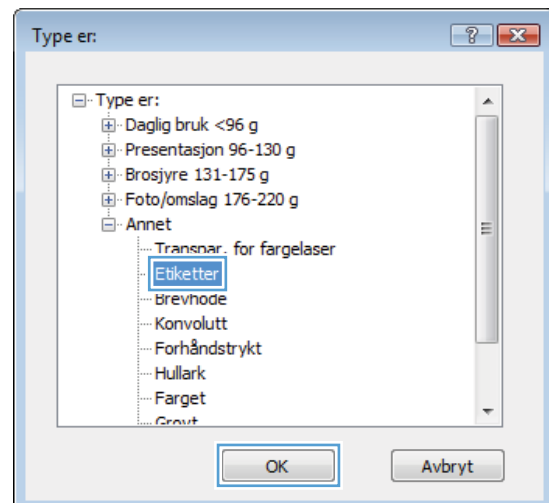 Type er:
Type er:
Daglig bruk <96 g
Presentasjon 96-130 g
Brosjyre 131-175 g
Foto/omslag 176-220 g
Annet
Transpar. for fargelaser
Etiketter
Brevhode
Konvolutt
Forhåndstrykt
Hullark
Farget
Grovt
OK Avbryt